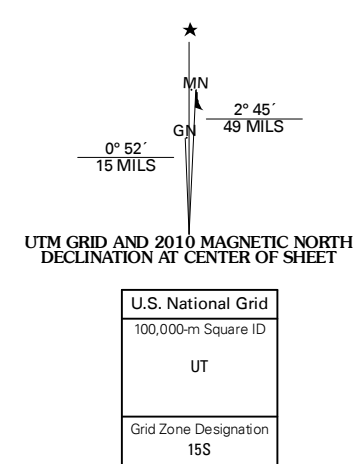 MN
2° 45´
49 MILS
GN
0° 52´
15 MILS
UTM GRID AND 2010 MAGNETIC NORTH
DECLINATION AT CENTER OF SHEET
U.S. National Grid
100,000-m Square ID
UT
Grid Zone Designation
15S